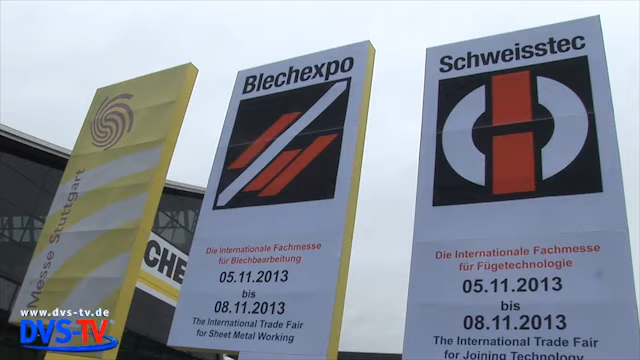 Messe Stuttgart
Blechexpo
Die Internationale Fachmesse
für Blechbearbeitung
05.11.2013
bis
08.11.2013
The International Trade Fair
for Sheet Metal Working
Schweisstec
Die Internationale Fachmesse
für Fügetechnologie
05.11.2013
bis
08.11.2013
The International Trade Fair
for Joining Technology
www.dvs-tv.de
DVS-TV